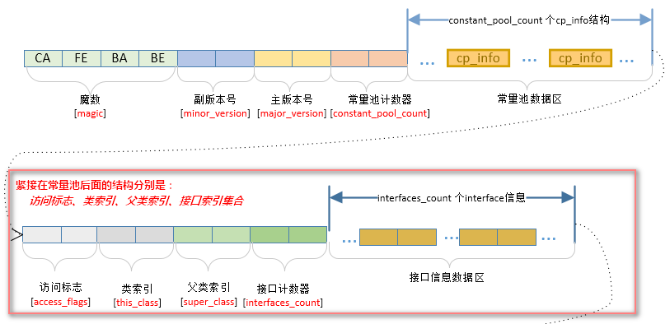 constant_pool_count 个cp_info结构
CA FE BA BE ... cp_info ... cp_info ...
魔数 副版本号 主版本号 常量池计数器 常量池数据区
[magic] [minor_version] [major_version] [constant_pool_count]
紧接在常量池后面的结构分别是：
访问标志、类索引、父类索引、接口索引集合
interfaces_count 个interface信息
... ... ...
访问标志 类索引 父类索引 接口计数器 接口信息数据区
[access_flags] [this_class] [super_class] [interfaces_count]